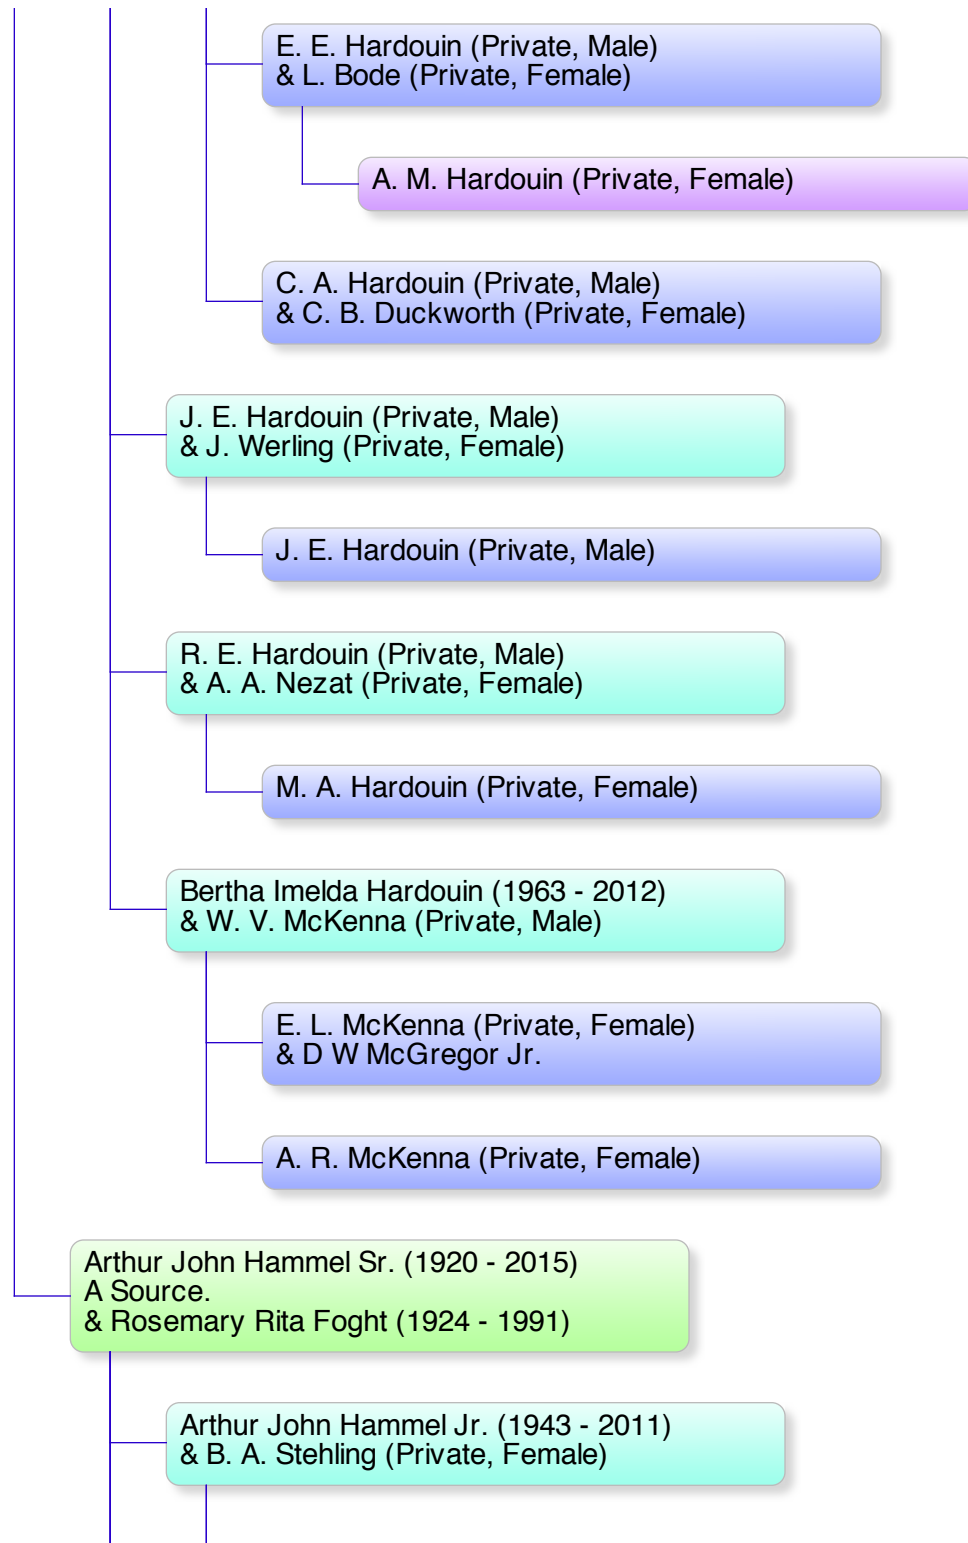 E. E. Hardouin (Private, Male)
& L. Bode (Private, Female)
A. M. Hardouin (Private, Female)
C. A. Hardouin (Private, Male)
& C. B. Duckworth (Private, Female)
J. E. Hardouin (Private, Male)
& J. Werling (Private, Female)
J. E. Hardouin (Private, Male)
R. E. Hardouin (Private, Male)
& A. A. Nezat (Private, Female)
M. A. Hardouin (Private, Female)
Bertha Imelda Hardouin (1963 - 2012)
& W. V. McKenna (Private, Male)
E. L. McKenna (Private, Female)
& D W McGregor Jr.
A. R. McKenna (Private, Female)
Arthur John Hammel Sr. (1920 - 2015)
A Source.
& Rosemary Rita Foght (1924 - 1991)
Arthur John Hammel Jr. (1943 - 2011)
& B. A. Stehling (Private, Female)